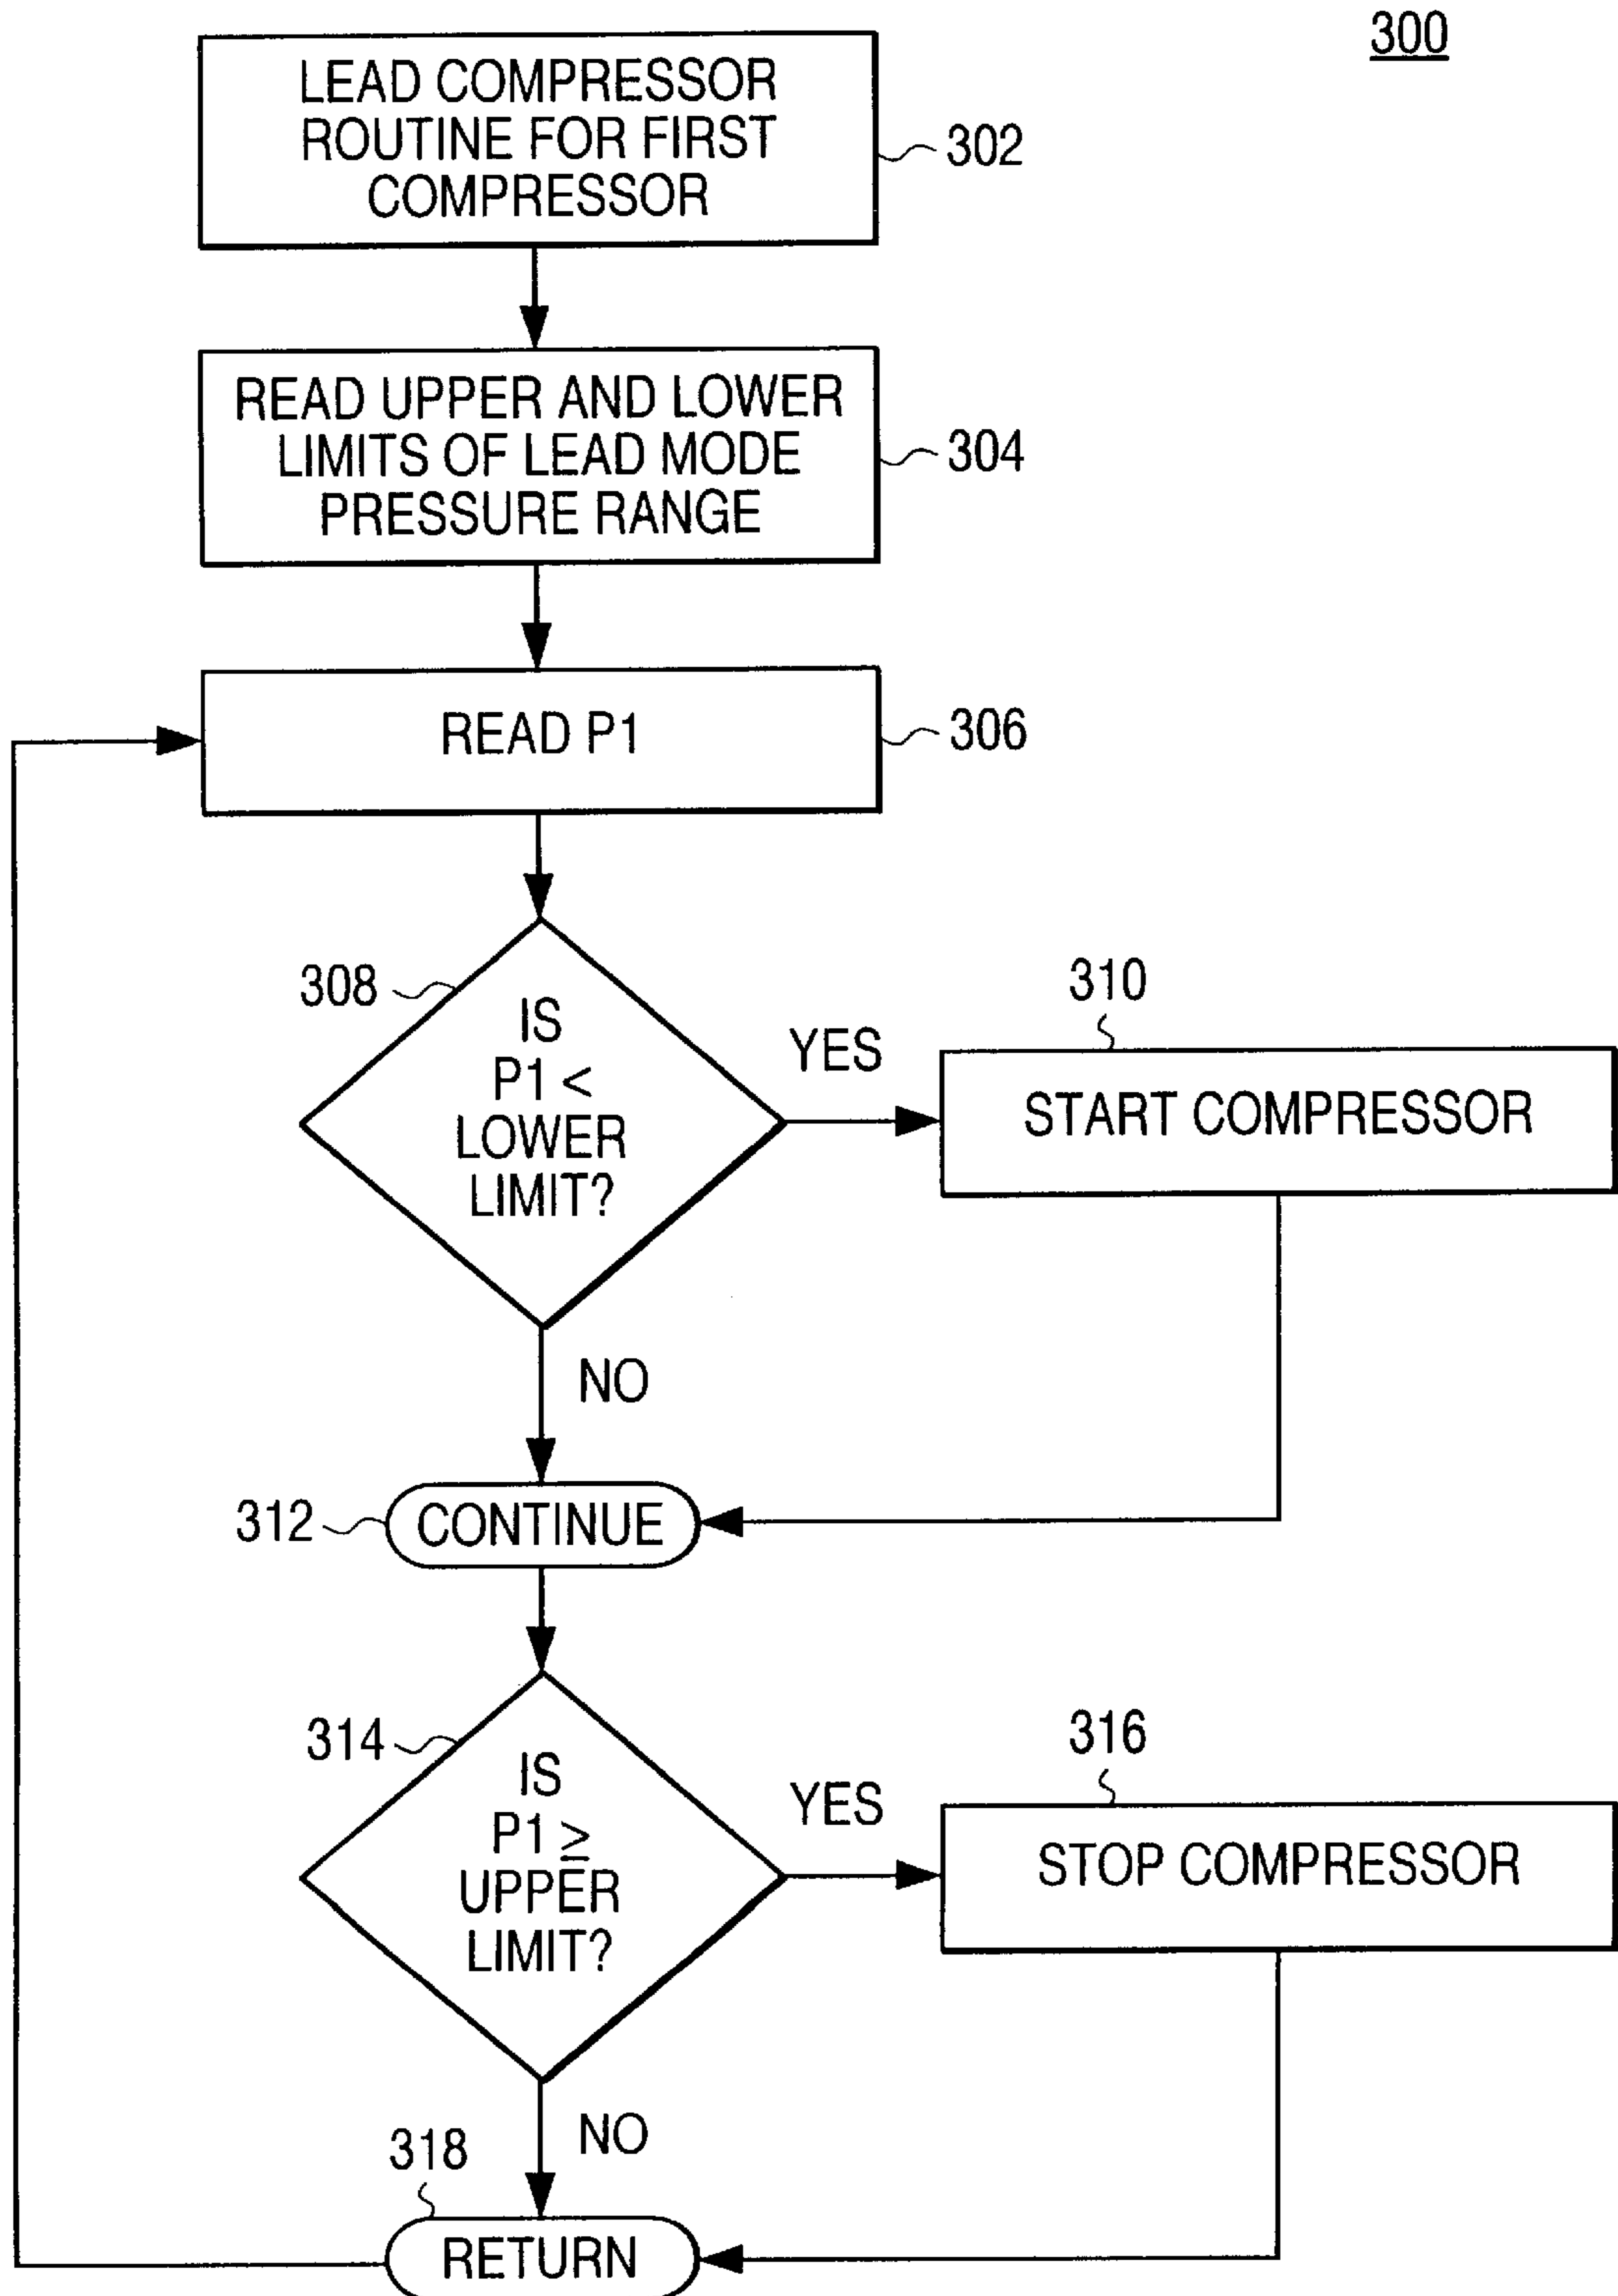 300
LEAD COMPRESSOR
ROUTINE FOR FIRST
COMPRESSOR
302
READ UPPER AND LOWER
LIMITS OF LEAD MODE
PRESSURE RANGE
304
READ P1
306
308
IS
P1 <
LOWER
LIMIT?
YES
310
START COMPRESSOR
NO
312
CONTINUE
314
IS
P1 ≥
UPPER
LIMIT?
YES
316
STOP COMPRESSOR
NO
318
RETURN